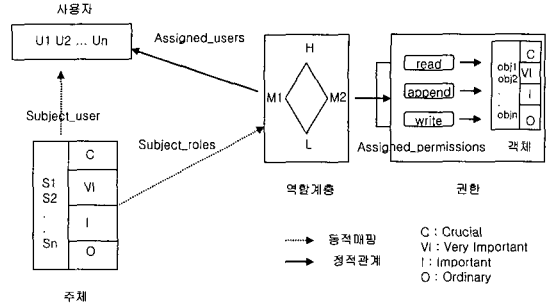 사용자
U1 U2 ... Un
Assigned_users
Subject_user
Subject_roles
H
M1
M2
L
역할계층
read
append
write
obj1
obj2
.
.
objn
C
VI
I
O
객체
Assigned_permissions
권한
S1
S2
.
.
Sn
C
VI
I
O
주체
동적매핑
정적관계
C : Crucial
VI : Very Important
I : Important
O : Ordinary